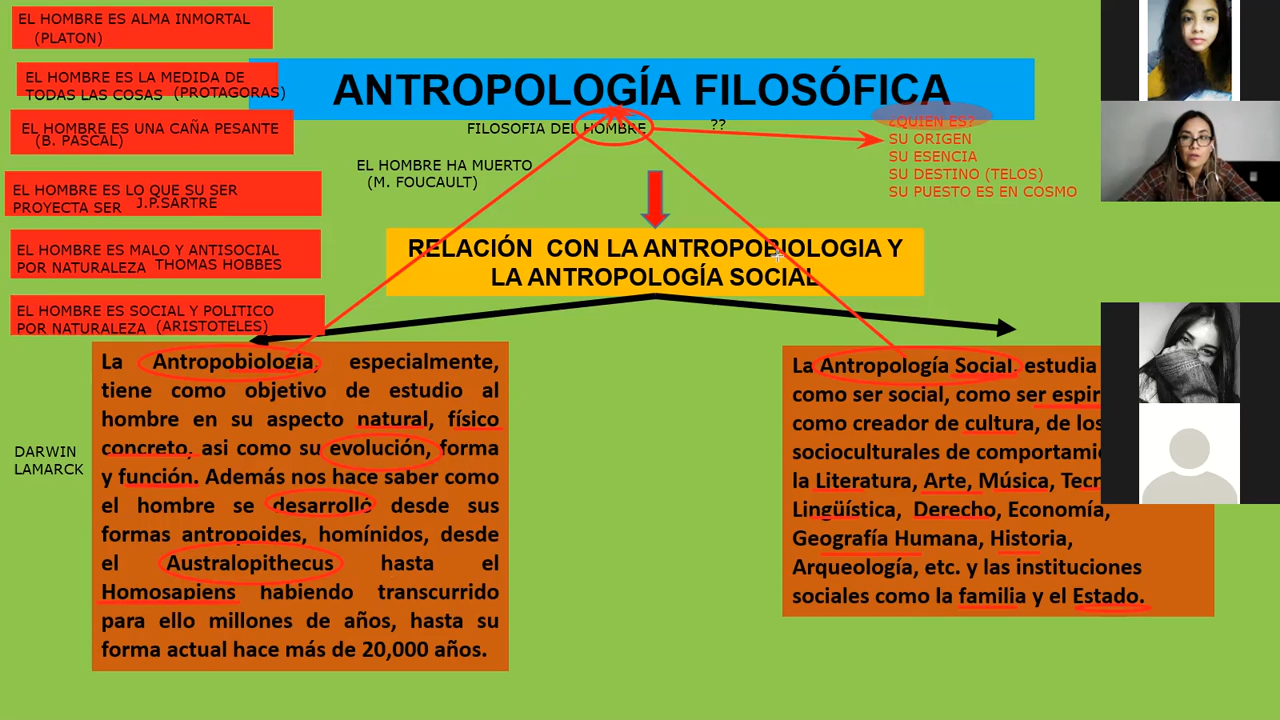 EL HOMBRE ES ALMA INMORTAL
(PLATON)
EL HOMBRE ES LA MEDIDA DE
TODAS LAS COSAS (PROTAGORAS)
EL HOMBRE ES UNA CAÑA PESANTE
(B. PASCAL)
EL HOMBRE ES LO QUE SU SER
PROYECTA SER J.P.SARTRE
EL HOMBRE ES MALO Y ANTISOCIAL
POR NATURALEZA THOMAS HOBBES
EL HOMBRE ES SOCIAL Y POLITICO
POR NATURALEZA (ARISTOTELES)
ANTROPOLOGÍA FILOSÓFICA
FILOSOFIA DEL HOMBRE ??
EL HOMBRE HA MUERTO
(M. FOUCAULT)
¿QUIEN ES?
SU ORIGEN
SU ESENCIA
SU DESTINO (TELOS)
SU PUESTO ES EN COSMO
RELACIÓN CON LA ANTROPOBIOLOGIA Y
LA ANTROPOLOGÍA SOCIAL
DARWIN
LAMARCK
La Antropobiologia, especialmente,
tiene como objetivo de estudio al
hombre en su aspecto natural, físico
concreto, asi como su evolución, forma
y función. Además nos hace saber como
el hombre se desarrolló desde sus
formas antropoides, homínidos, desde
el Australopithecus hasta el
Homosapiens habiendo transcurrido
para ello millones de años, hasta su
forma actual hace más de 20,000 años.
La Antropología Social. estudia
como ser social, como ser espir
como creador de cultura, de los
socioculturales de comportami
la Literatura, Arte, Música, Tecn
Lingüística, Derecho, Economía,
Geografía Humana, Historia,
Arqueología, etc. y las instituciones
sociales como la familia y el Estado.